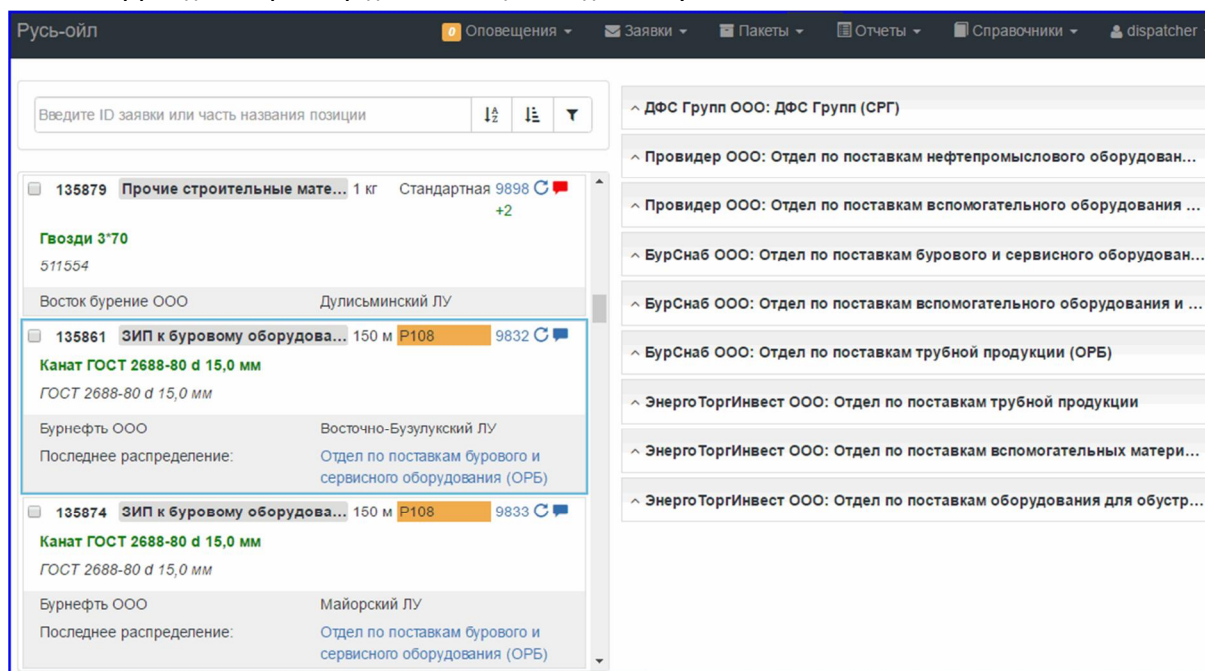 Русь-ойл
0 Оповещения
Заявки
Пакеты
Отчеты
Справочники
dispatcher
Введите ID заявки или часть названия позиции
135879 Прочие строительные мате... 1 кг Стандартная 9898
+2
Гвозди 3*70
511554
Восток бурение ООО Дулисьминский ЛУ
135861 ЗИП к буровому оборудова... 150 м Р108 9832
Канат ГОСТ 2688-80 d 15,0 мм
ГОСТ 2688-80 d 15,0 мм
Бурнефть ООО Восточно-Бузулукский ЛУ
Последнее распределение: Отдел по поставкам бурового и
сервисного оборудования (ОРБ)
135874 ЗИП к буровому оборудова... 150 м Р108 9833
Канат ГОСТ 2688-80 d 15,0 мм
ГОСТ 2688-80 d 15,0 мм
Бурнефть ООО Майорский ЛУ
Последнее распределение: Отдел по поставкам бурового и
сервисного оборудования (ОРБ)
ДФС Групп ООО: ДФС Групп (СРГ)
Провидер ООО: Отдел по поставкам нефтепромыслового оборудован...
Провидер ООО: Отдел по поставкам вспомогательного оборудования ...
БурСнаб ООО: Отдел по поставкам бурового и сервисного оборудован...
БурСнаб ООО: Отдел по поставкам вспомогательного оборудования и ...
БурСнаб ООО: Отдел по поставкам трубной продукции (ОРБ)
ЭнергоТоргИнвест ООО: Отдел по поставкам трубной продукции
ЭнергоТоргИнвест ООО: Отдел по поставкам вспомогательных матери...
ЭнергоТоргИнвест ООО: Отдел по поставкам оборудования для обустр...